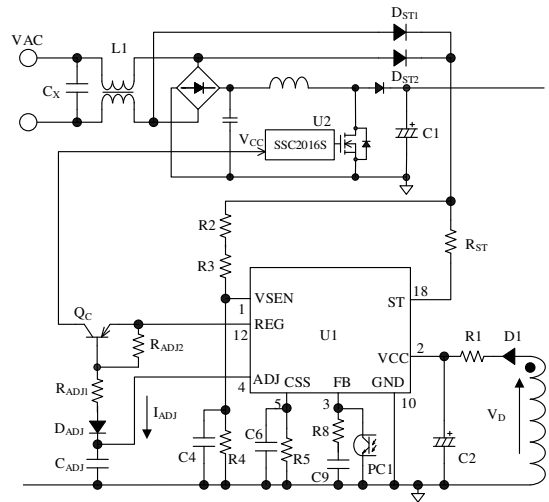 DST1
VAC
L1
DST2
CX
U2
VCC
SSC2016S
C1
R2
RST
R3
VSEN
ST
18
1
QC
REG
U1
12
RADJ2
VCC
2
R1
D1
ADJ
CSS
FB
GND
4
5
3
10
RADJ1
IADJ
DADJ
VD
C4
R4
C6
R5
R8
C9
PC1
C2
CADJ